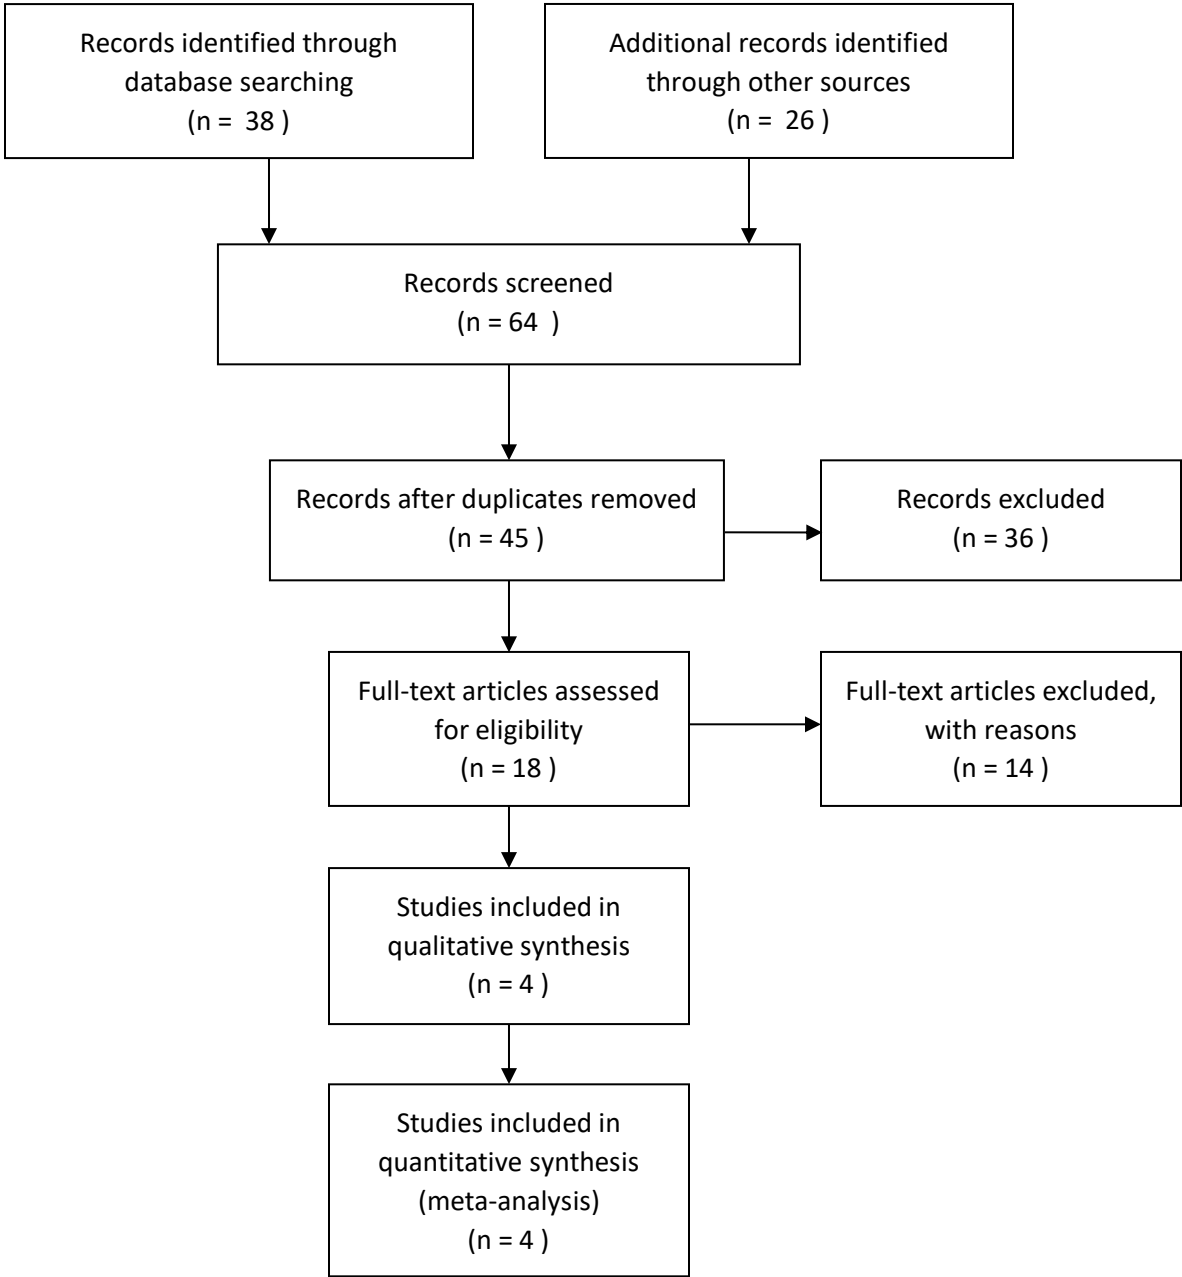 Records identified through
database searching
(n =  38 )
Additional records identified
through other sources
(n =  26 )
Records screened
(n = 64  )
Records after duplicates removed
(n = 45 )
Records excluded
(n = 36 )
Full-text articles assessed
for eligibility
(n = 18 )
Full-text articles excluded,
with reasons
(n = 14 )
Studies included in
qualitative synthesis
(n = 4 )
Studies included in
quantitative synthesis
(meta-analysis)
(n = 4 )